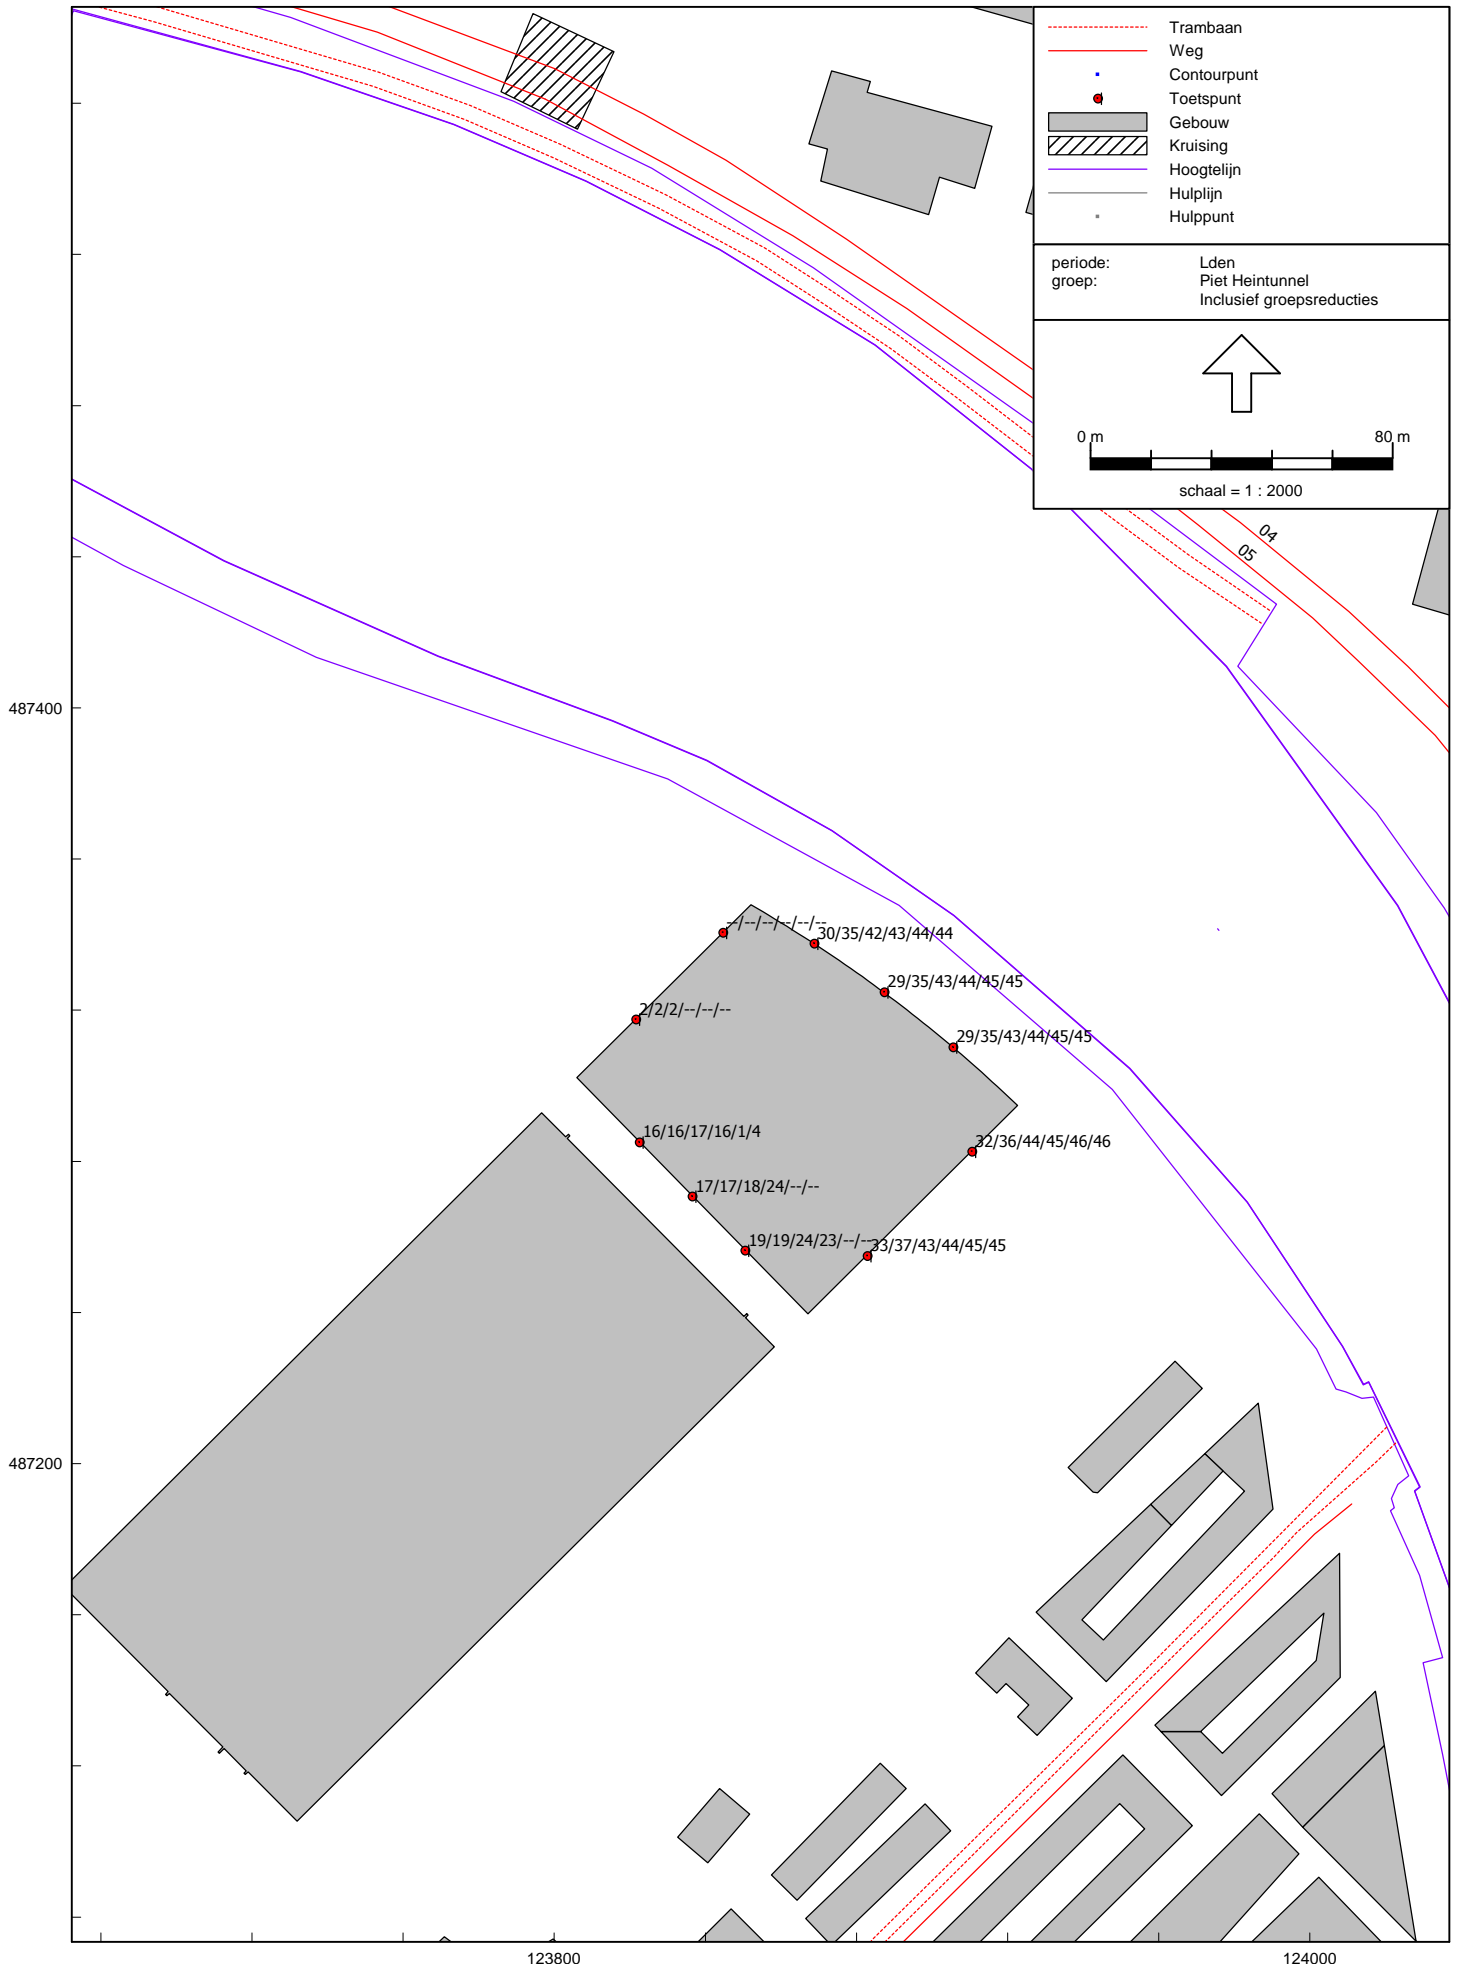 Trambaan
Weg
Contourpunt
Toetspunt
Gebouw
Kruising
Hoogtelijn
Hulplijn
Hulppunt
periode: Lden
groep: Piet Heintunnel
Inclusief groepsreducties
0 m 80 m
schaal = 1 : 2000
04
05
487400
--/--/--/--/--/--
30/35/42/43/44/44
29/35/43/44/45/45
2/2/2/--/--/--
29/35/43/44/45/45
16/16/17/16/1/4
32/36/44/45/46/46
17/17/18/24/--/--
19/19/24/23/--/--
33/37/43/44/45/45
487200
123800 124000